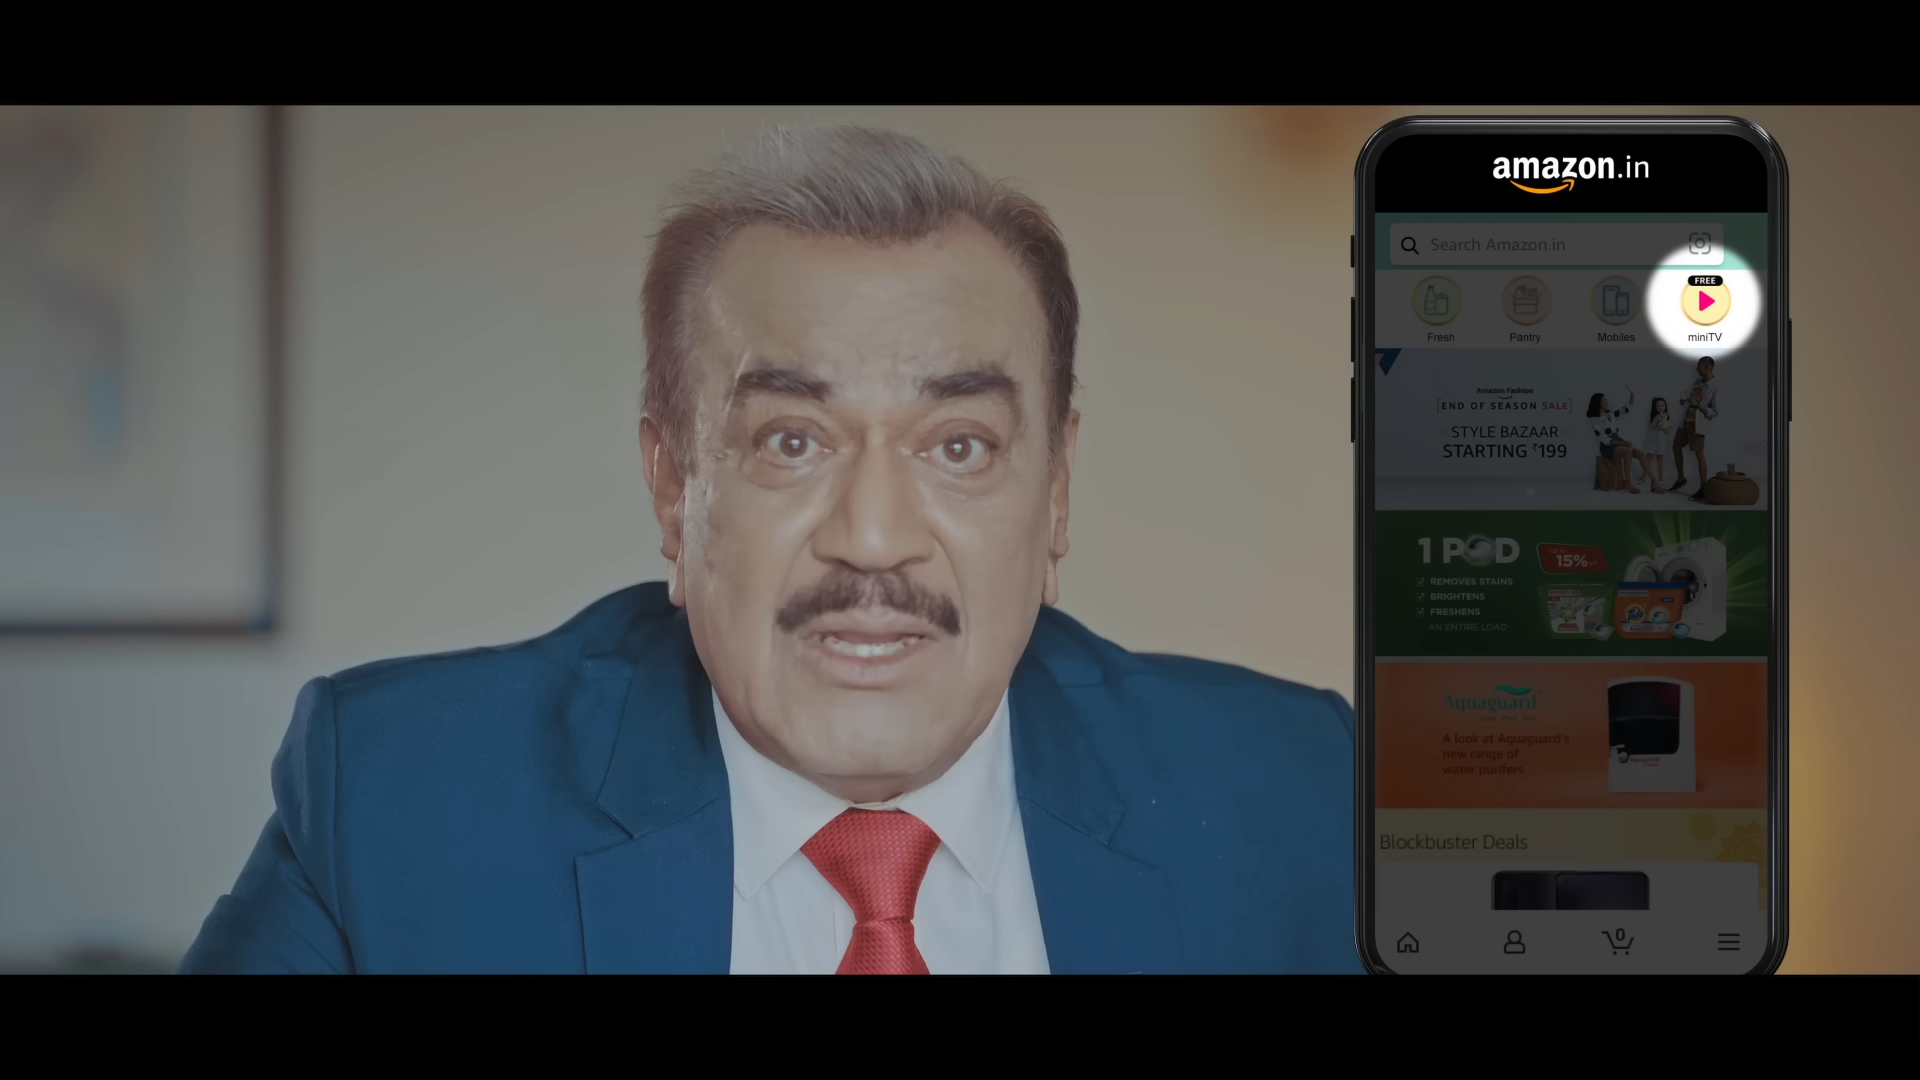 amazon.in
Search Amazon.in
FREE
Fresh
Pantry
Mobiles
miniTV
Amazon Fashion
END OF SEASON SALE
STYLE BAZAAR
STARTING ₹199
1 POD
15%
REMOVES STAINS
BRIGHTENS
FRESHENS
AN ENTIRE LOAD
Aquaguard
A look at Aquaguard's
new range of
water purifers
Blockbuster Deals
0